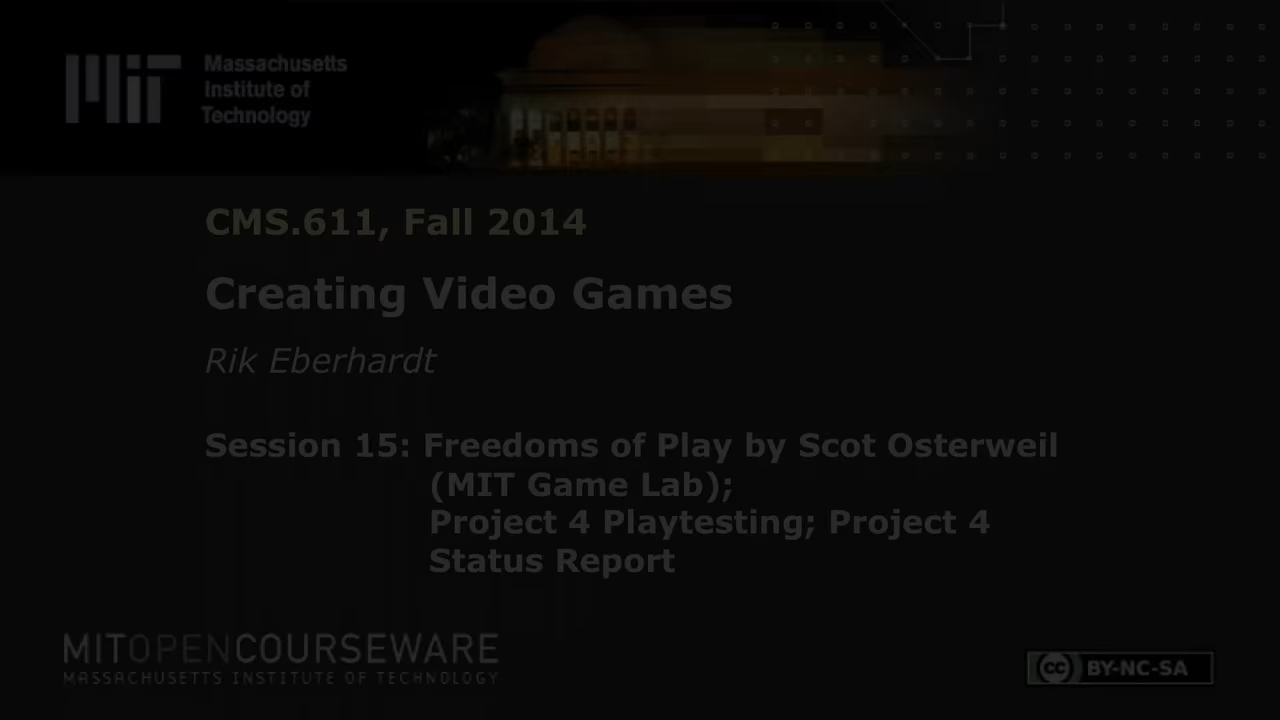 Massachusetts
Institute of
Technology
CMS.611, Fall 2014
Creating Video Games
Rik Eberhardt
Session 15: Freedoms of Play by Scot Osterweil
(MIT Game Lab);
Project 4 Playtesting; Project 4
Status Report
MITOPENCOURSEWARE
MASSACHUSETTS INSTITUTE OF TECHNOLOGY
cc BY-NC-SA